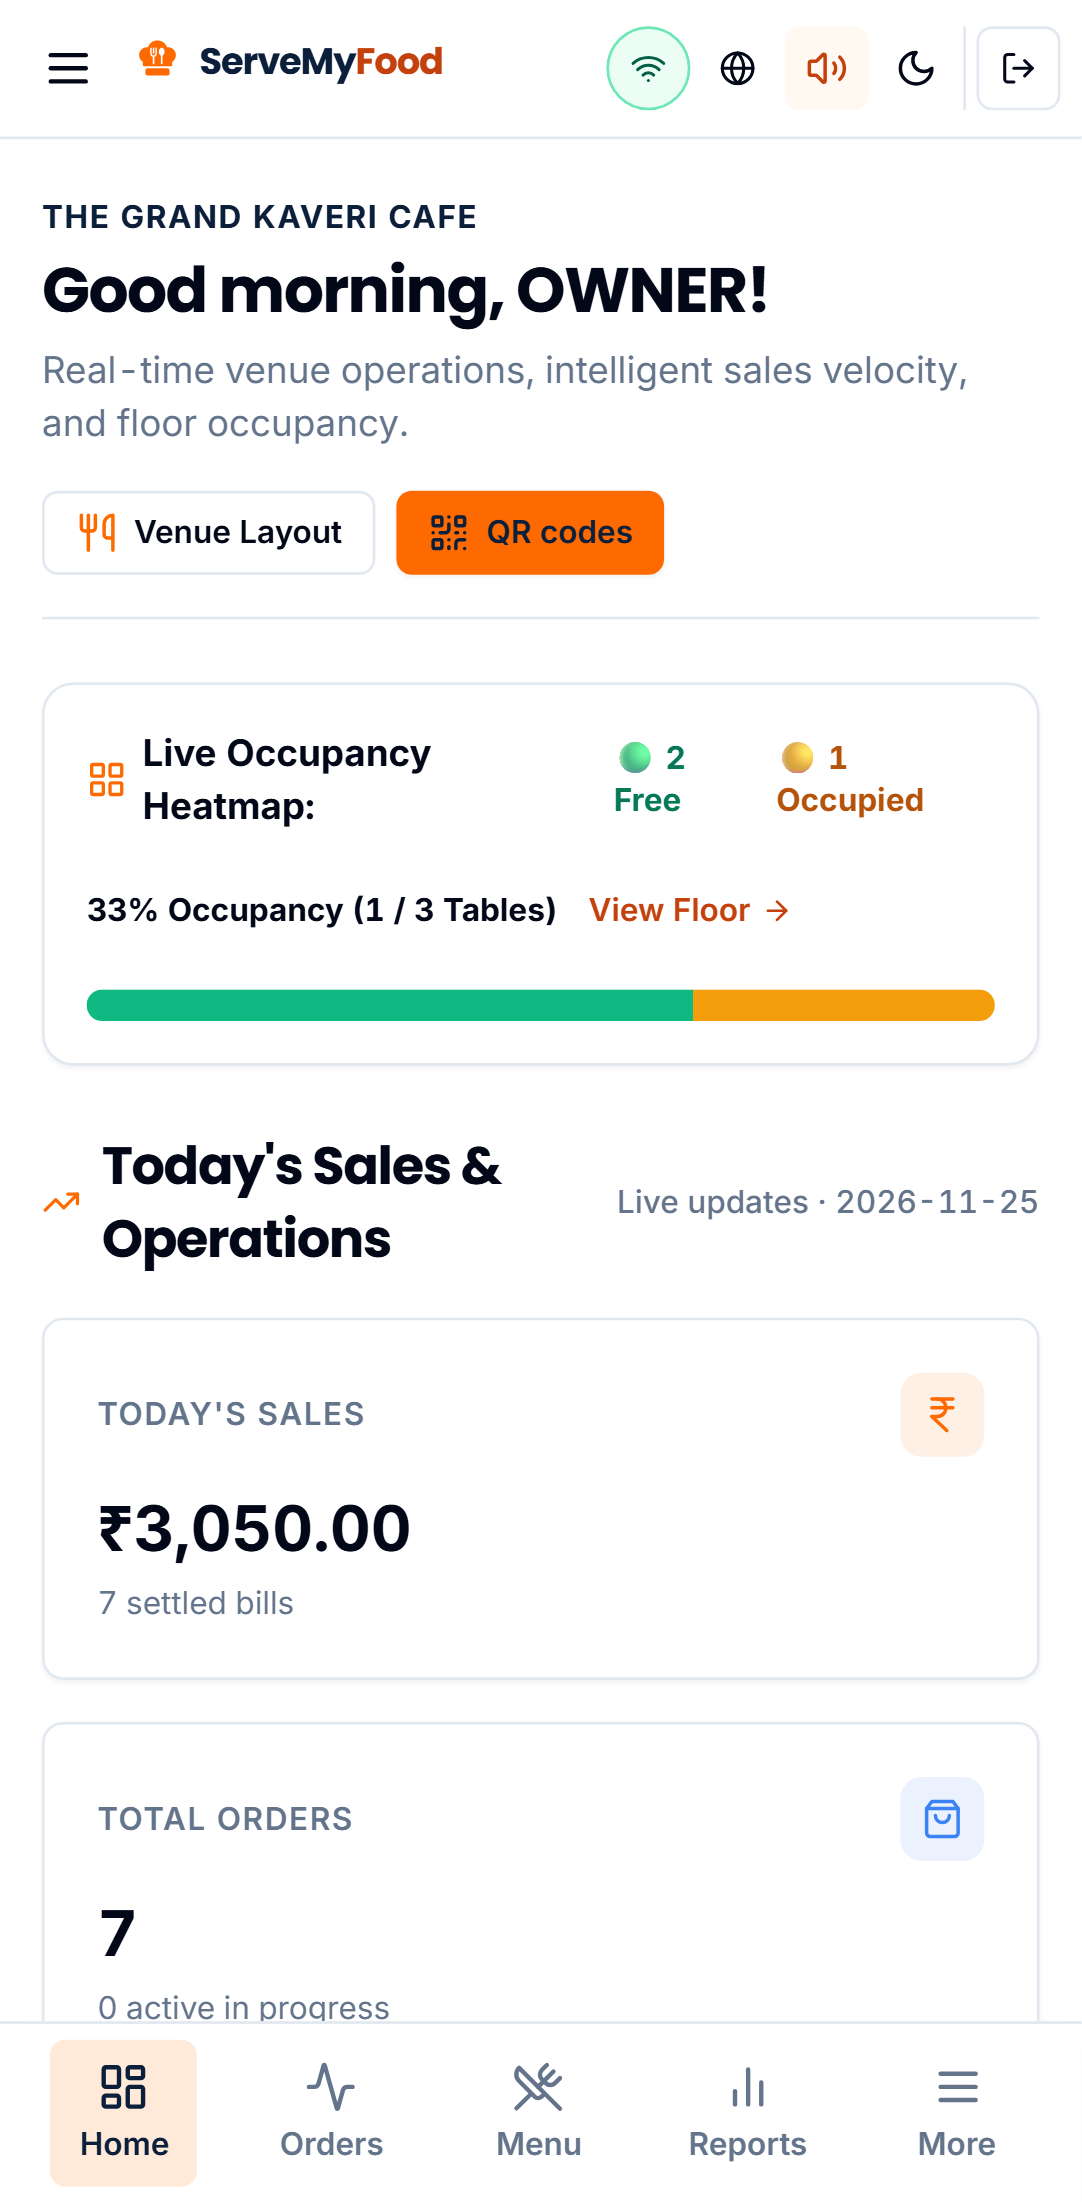 ServeMyFood
THE GRAND KAVERI CAFE
Good morning, OWNER!
Real-time venue operations, intelligent sales velocity,
and floor occupancy.
Venue Layout
QR codes
Live Occupancy
Heatmap:
2
Free
1
Occupied
33% Occupancy (1 / 3 Tables)
View Floor →
Today's Sales &
Operations
Live updates · 2026-11-25
TODAY'S SALES
₹
₹3,050.00
7 settled bills
TOTAL ORDERS
7
0 active in progress
Home
Orders
Menu
Reports
More